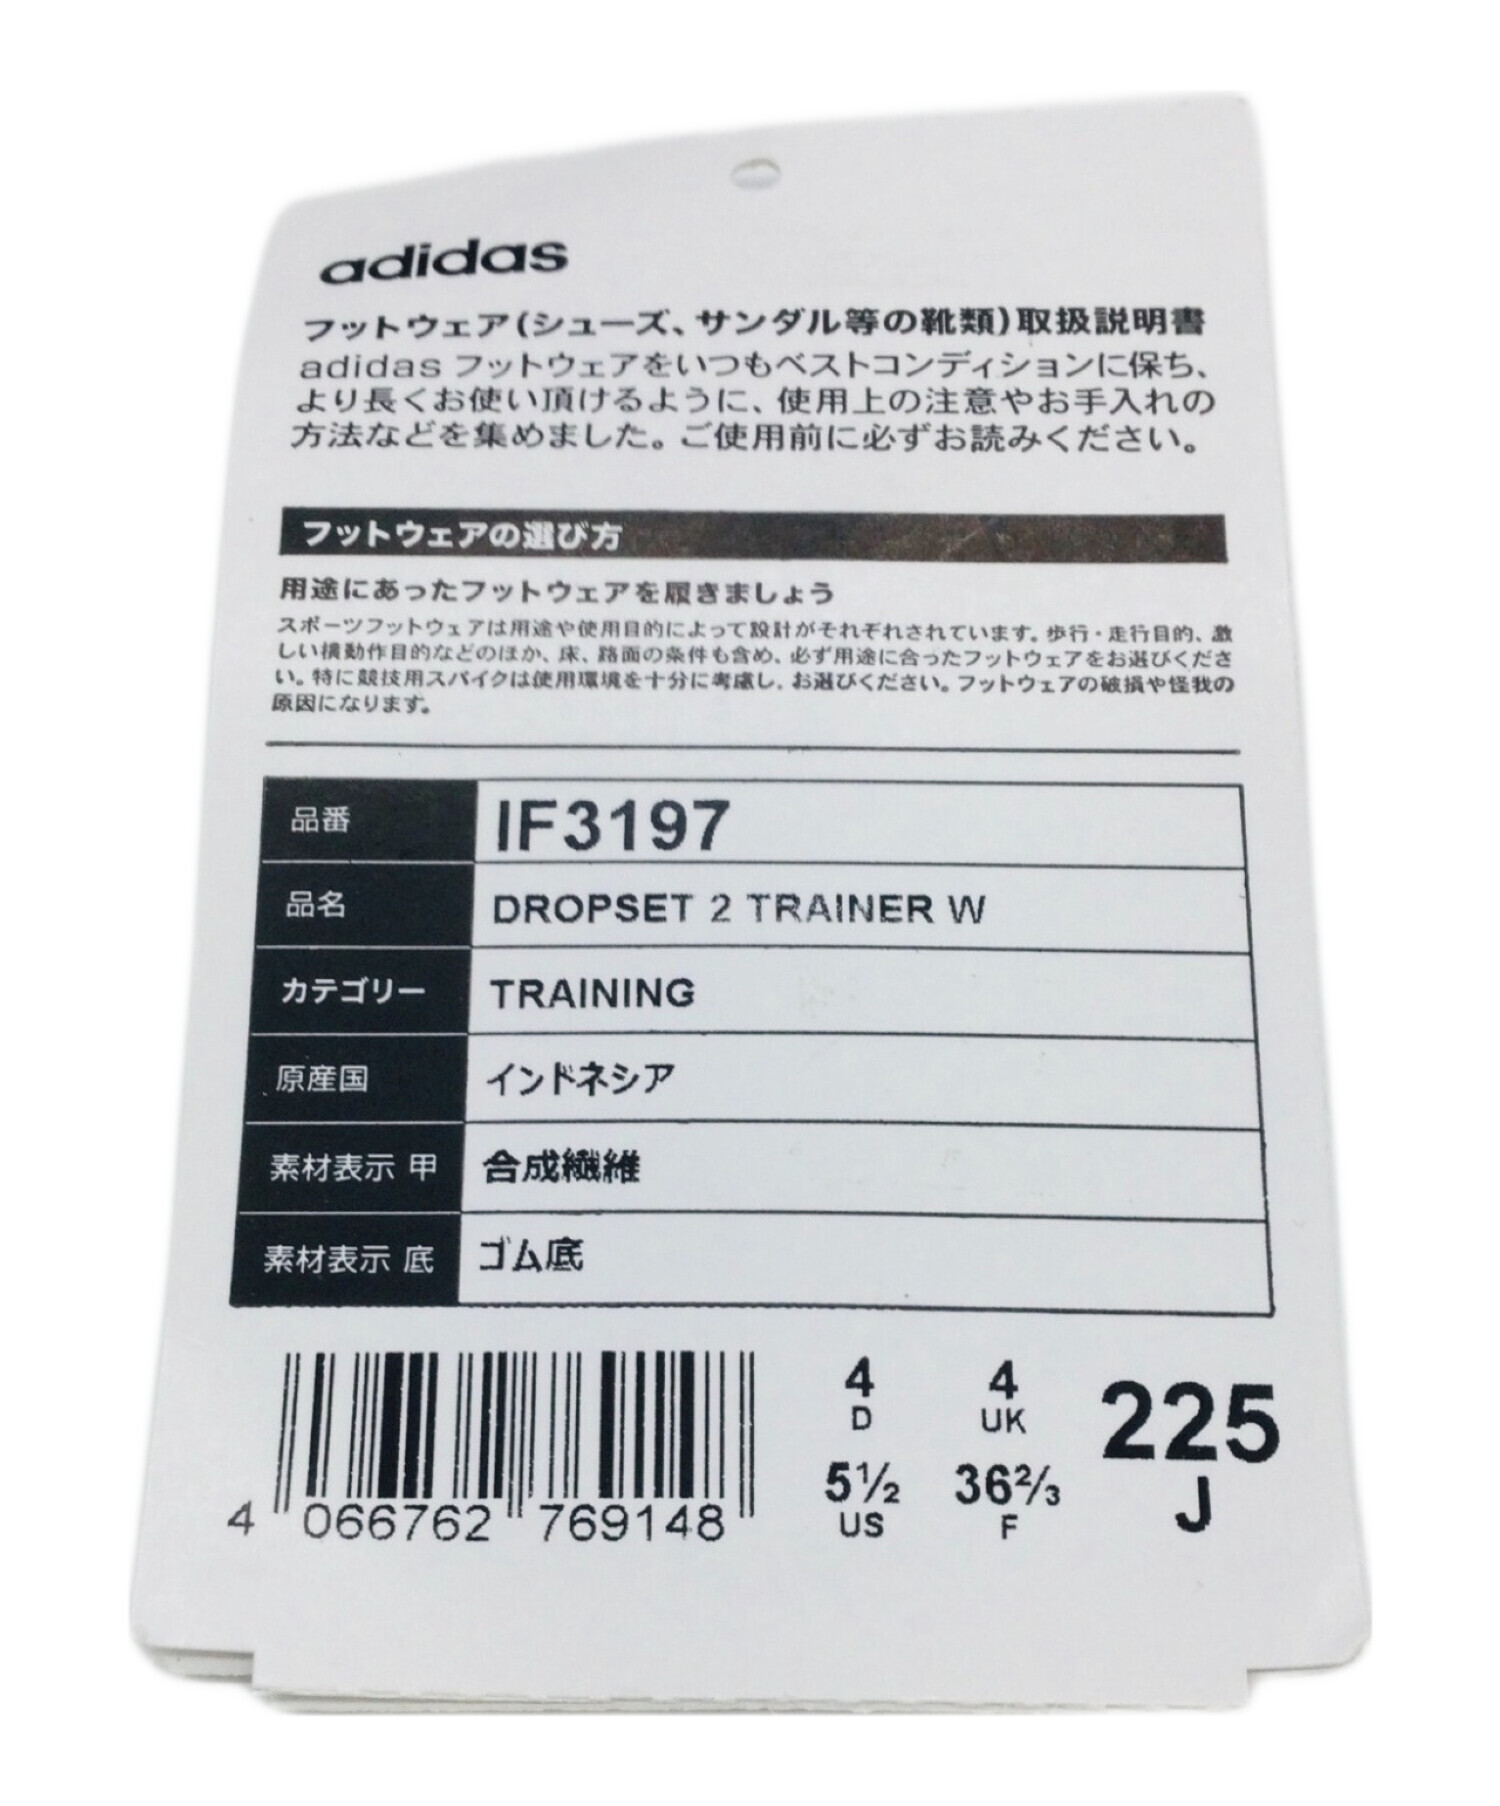 adidas
フットウェア(シューズ、サンダル等の靴類)取扱説明書
adidas フットウェアをいつもベストコンディションに保ち、
より長くお使い頂けるように、使用上の注意やお手入れの
方法などを集めました。ご使用前に必ずお読みください。
フットウェアの選び方
用途にあったフットウェアを履きましょう
スポーツフットウェアは用途や使用目的によって設計がそれぞれされています。歩行・走行目的、激
しい横動作目的などのほか、床、路面の条件も含め、必ず用途に合ったフットウェアをお選びくださ
い。特に競技用スパイクは使用環境を十分に考慮し、お選びください。フットウェアの破損や怪我の
原因になります。
品番 IF3197
品名 DROPSET 2 TRAINER W
カテゴリー TRAINING
原産国 インドネシア
素材表示 甲 合成繊維
素材表示 底 ゴム底
4 066762 769148
4 4 225
D UK
5½ 36⅔ J
US F